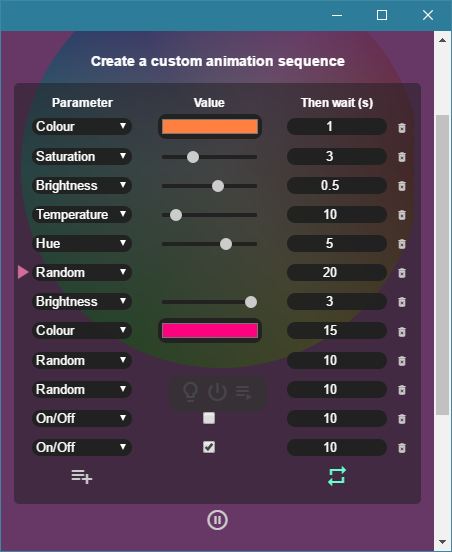 Create a custom animation sequence
Parameter Value Then wait (s)
Colour 1
Saturation 3
Brightness 0.5
Temperature 10
Hue 5
Random 20
Brightness 3
Colour 15
Random 10
Random 10
On/Off 10
On/Off 10